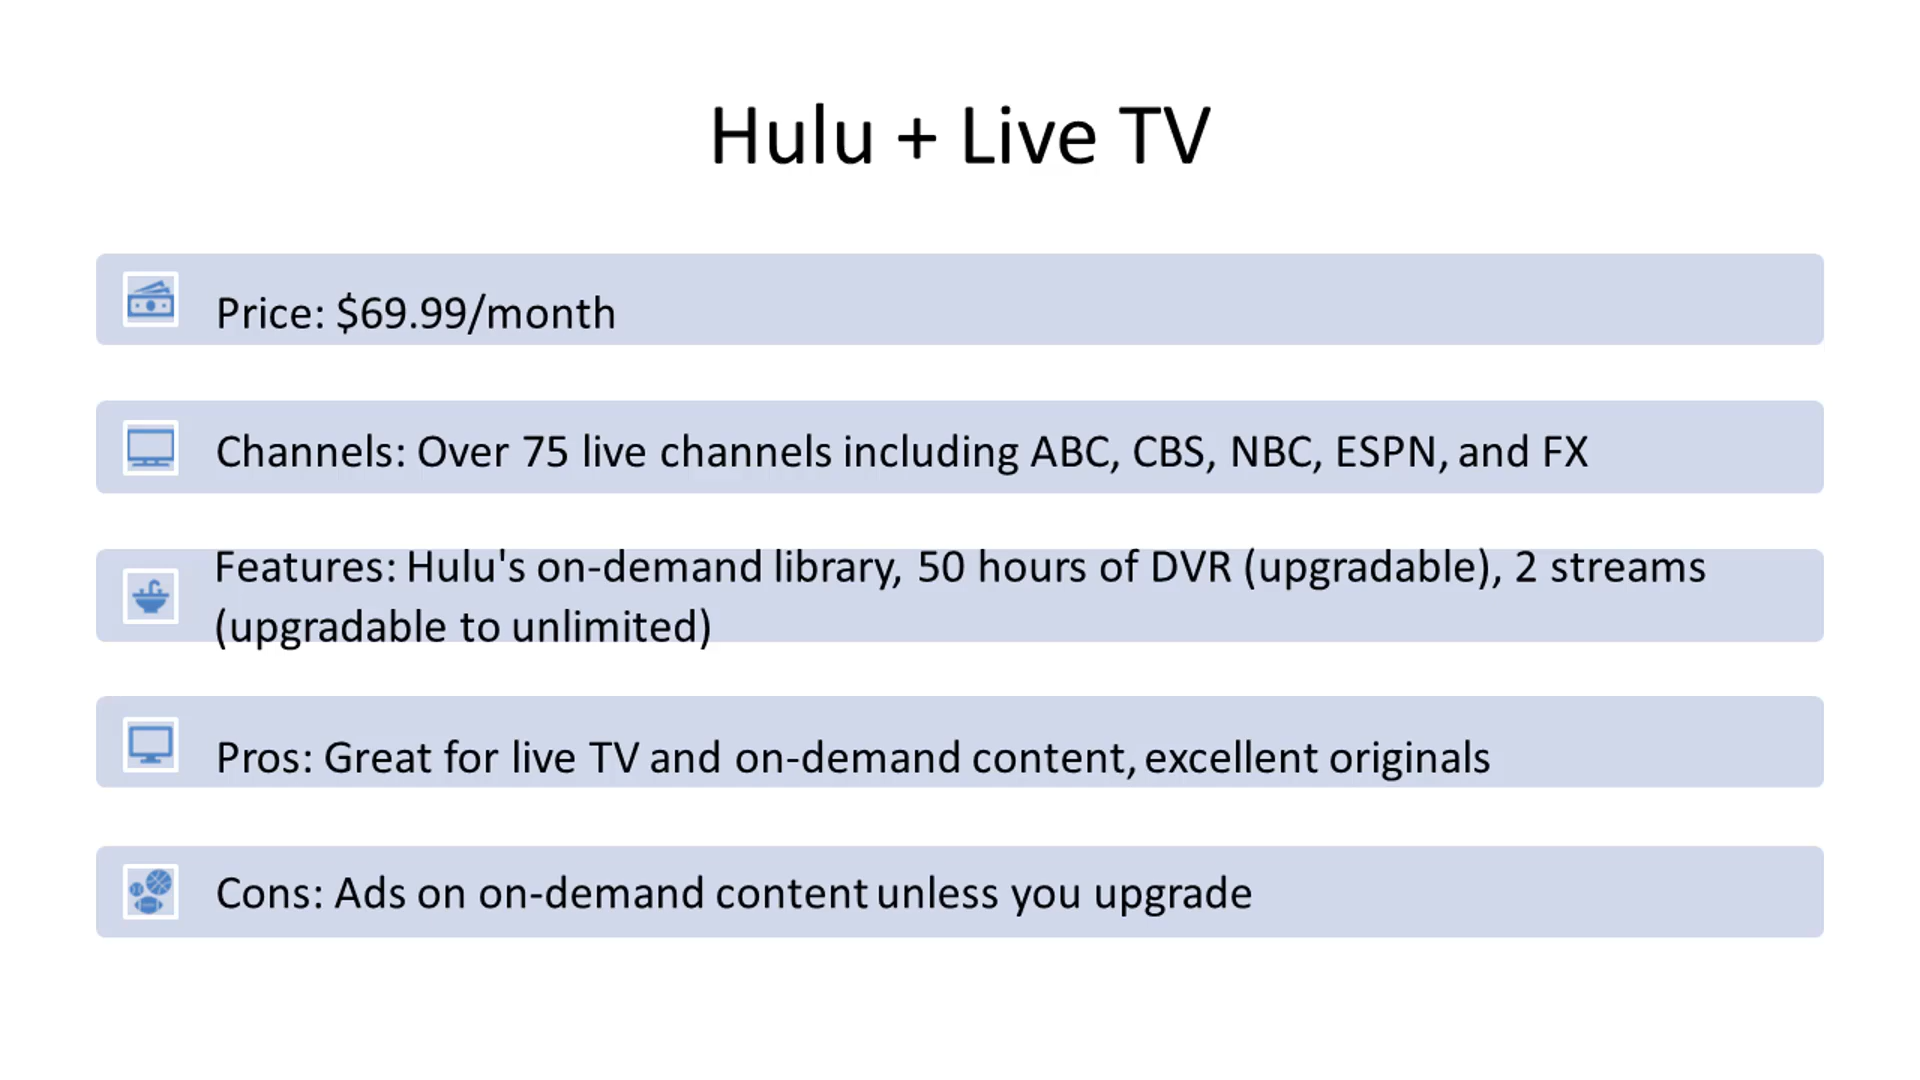 Hulu + Live TV
Price: $69.99/month
Channels: Over 75 live channels including ABC, CBS, NBC, ESPN, and FX
Features: Hulu's on-demand library, 50 hours of DVR (upgradable), 2 streams
(upgradable to unlimited)
Pros: Great for live TV and on-demand content, excellent originals
Cons: Ads on on-demand content unless you upgrade